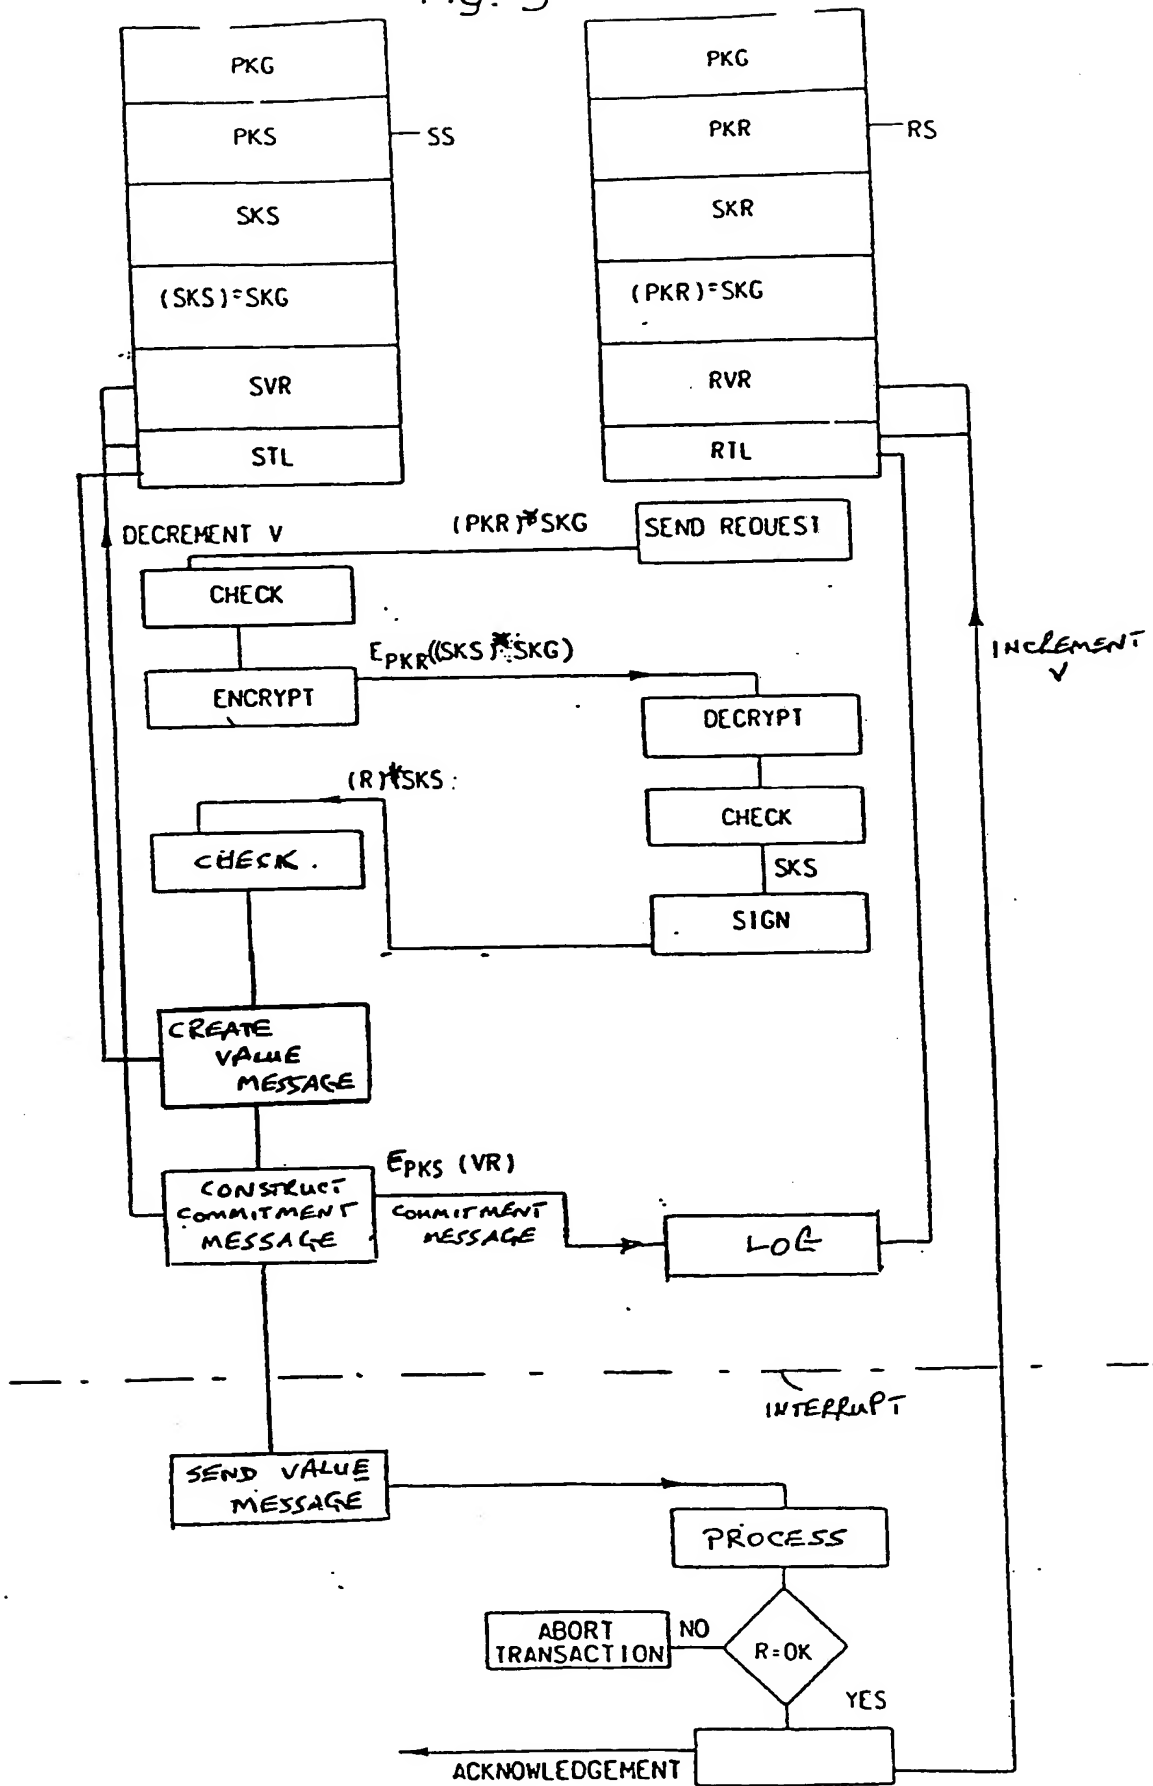 Fig. 5
PKG
PKS
SS
SKS
(SKS)=SKG
SVR
STL
PKG
PKR
RS
SKR
(PKR)=SKG
RVR
RTL
DECREMENT V
(PKR)*SKG
SEND REQUEST
CHECK
EPKR((SKS)*SKG)
ENCRYPT
INCREMENT
V
DECRYPT
(R)*SKS
CHECK
CHECK.
SKS
SIGN
CREATE
VALUE
MESSAGE
EPKS (VR)
CONSTRUCT
COMMITMENT
MESSAGE
COMMITMENT
MESSAGE
LOG
INTERRUPT
SEND VALUE
MESSAGE
PROCESS
ABORT
TRANSACTION
NO
R=OK
YES
ACKNOWLEDGEMENT